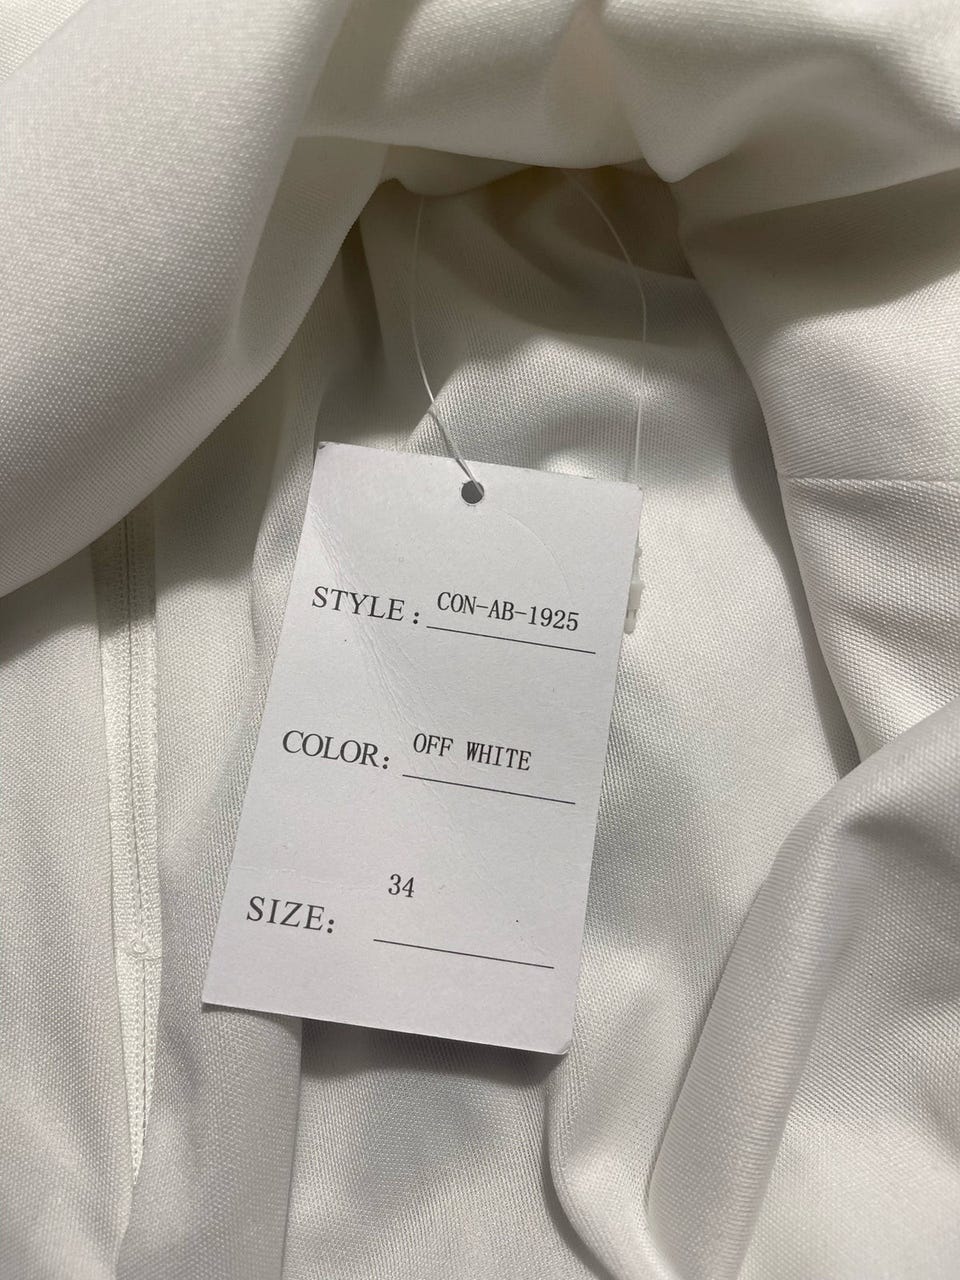 STYLE: CON-AB-1925
COLOR: OFF WHITE
SIZE: 34